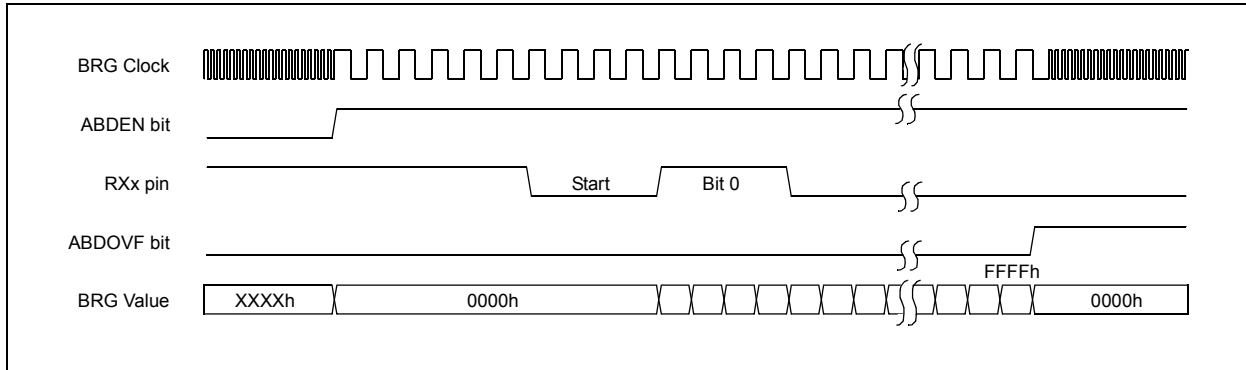 BRG Clock
ABDEN bit
RXx pin
Start
Bit 0
ABDOVF bit
FFFFh
BRG Value
XXXXh
0000h
0000h